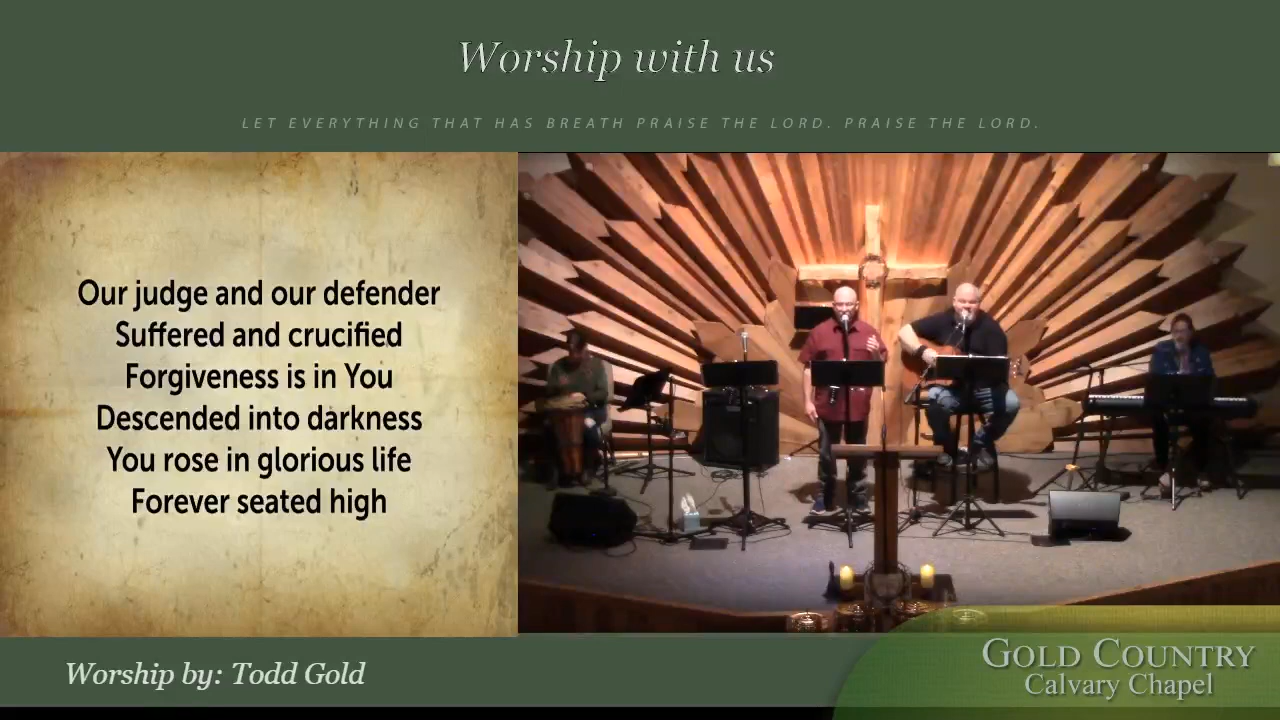 Worship with us
LET EVERYTHING THAT HAS BREATH PRAISE THE LORD. PRAISE THE LORD.
Our judge and our defender
Suffered and crucified
Forgiveness is in You
Descended into darkness
You rose in glorious life
Forever seated high
Worship by: Todd Gold
GOLD COUNTRY
Calvary Chapel